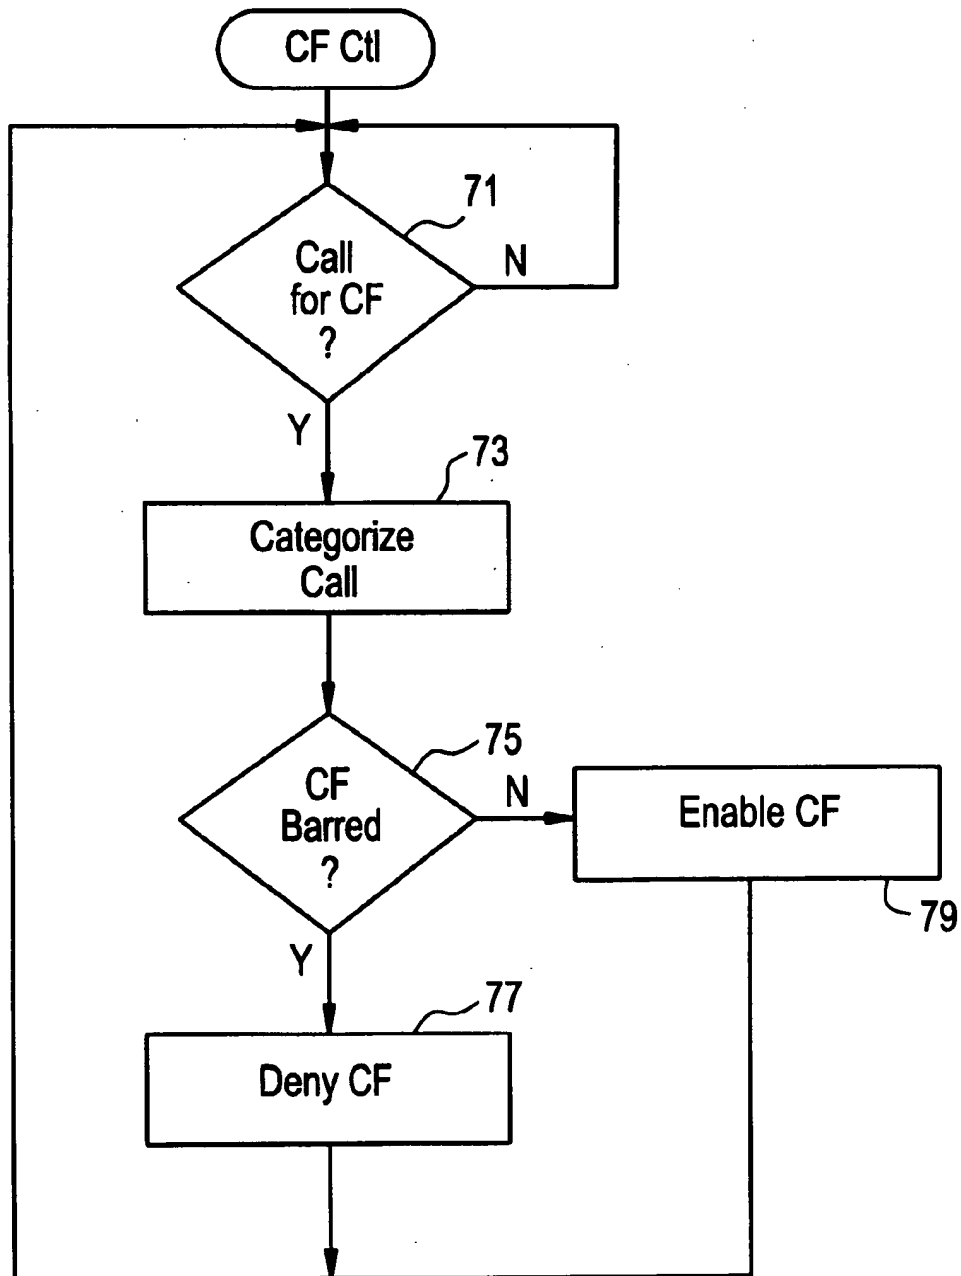 CF Ctl
71
Call
for CF
?
N
Y
73
Categorize
Call
75
CF
Barred
?
N
Enable CF
79
Y
77
Deny CF